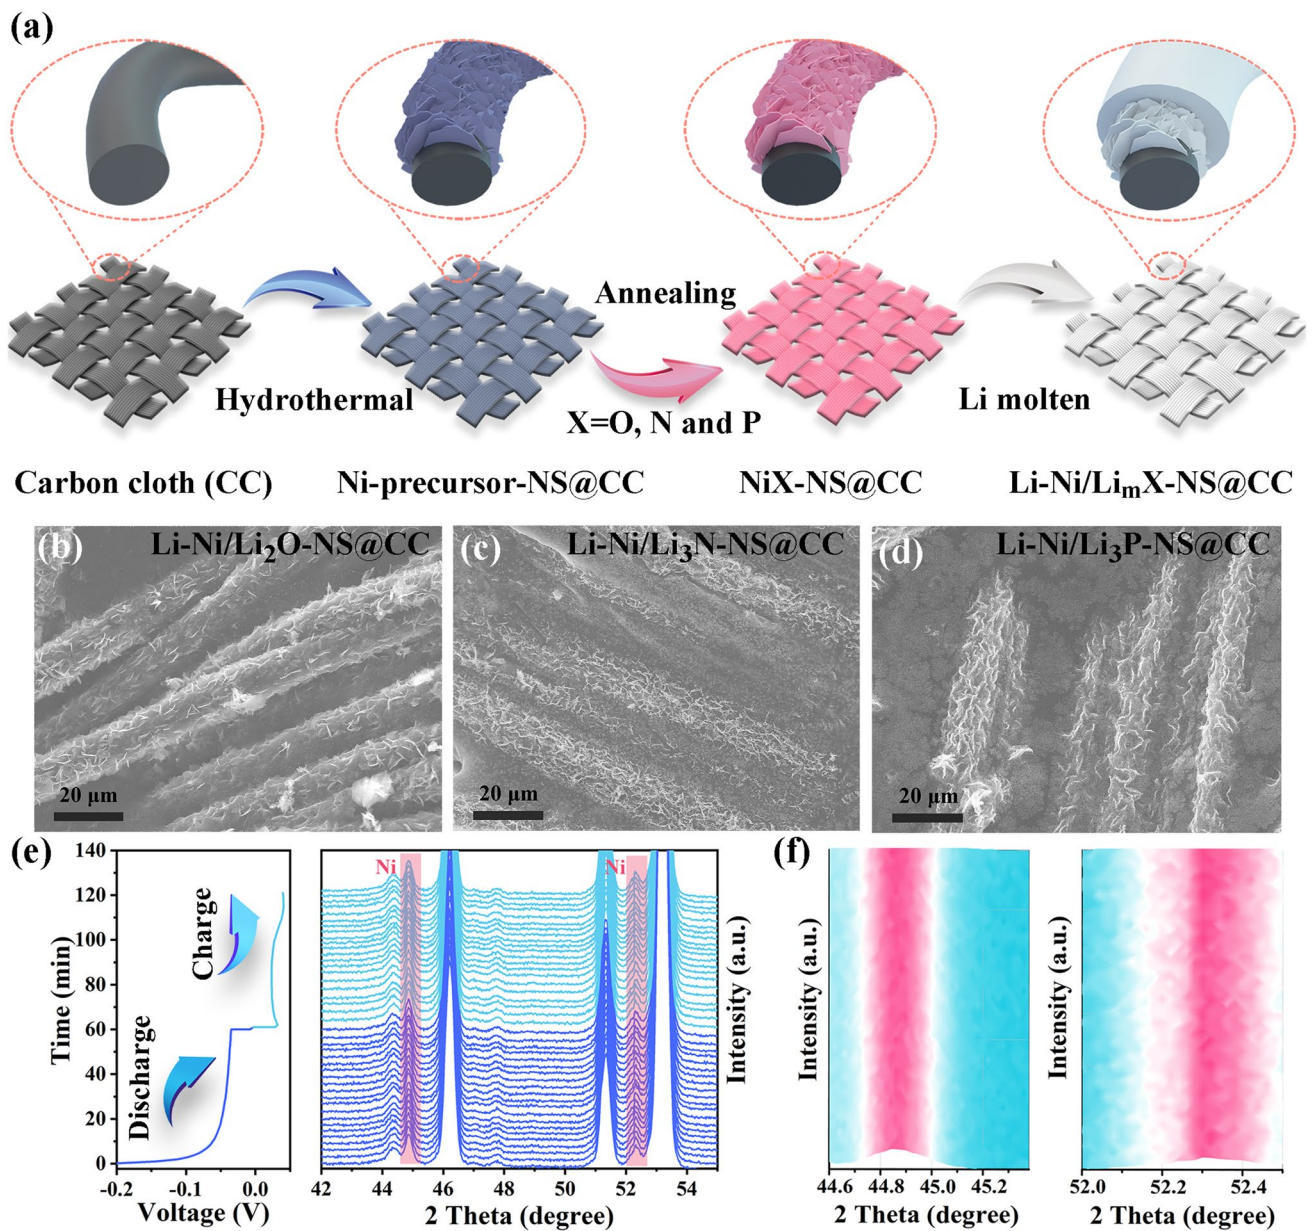 (a)
Annealing
Hydrothermal
X=O, N and P
Li molten
Carbon cloth (CC)
Ni-precursor-NS@CC
NiX-NS@CC
Li-Ni/LimX-NS@CC
(b)
Li-Ni/Li2O-NS@CC
20 μm
(c)
Li-Ni/Li3N-NS@CC
20 μm
(d)
Li-Ni/Li3P-NS@CC
20 μm
(e)
Time (min)
140
120
100
80
60
40
20
0
Charge
Discharge
-0.2
0.0
Voltage (V)
Ni
Ni
42
44
46
48
50
52
54
2 Theta (degree)
Intensity (a.u.)
(f)
Intensity (a.u.)
44.6
44.8
45.0
45.2
2 Theta (degree)
Intensity (a.u.)
52.0
52.2
52.4
2 Theta (degree)